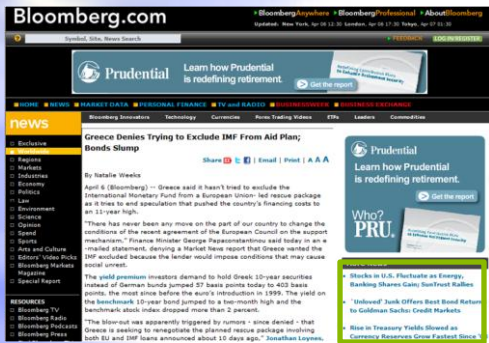 Bloomberg.com
BloombergAnywhere BloombergProfessional AboutBloomberg
Updated: New York, Apr 08 12:30 London, Apr 08 17:30 Tokyo, Apr 07 01:30
Symbol, Site, News Search
FEEDBACK LOG IN/REGISTER
Prudential
Learn how Prudential
is redefining retirement.
Get the report
HOME NEWS MARKET DATA PERSONAL FINANCE TV and RADIO BUSINESSWEEK BUSINESS EXCHANGE
news
Bloomberg Innovators Technology Currencies Forex Trading Videos ETFs Leaders Commodities
Exclusive
Worldwide
Regions
Markets
Industries
Economy
Politics
Law
Environment
Science
Opinion
Spend
Sports
Arts and Culture
Editors' Video Picks
Bloomberg Markets
Magazine
Special Report
RESOURCES
Bloomberg TV
Bloomberg Radio
Bloomberg Podcasts
Bloomberg Press
Greece Denies Trying to Exclude IMF From Aid Plan;
Bonds Slump
Share | Email | Print | A A A
By Natalie Weeks
April 6 (Bloomberg) -- Greece said it hasn't tried to exclude the
International Monetary Fund from a European Union- led rescue package
as it tries to end speculation that pushed the country's financing costs to
an 11-year high.
"There has never been any move on the part of our country to change the
conditions of the recent agreement of the European Council on the support
mechanism," Finance Minister George Papaconstantinou said today in an e
-mailed statement, denying a Market News report that Greece wanted the
IMF excluded because the lender would impose conditions that may cause
social unrest.
The yield premium investors demand to hold Greek 10-year securities
instead of German bunds jumped 57 basis points today to 403 basis
points, the most since before the euro's introduction in 1999. The yield on
the benchmark 10-year bond jumped to a two-month high and the
benchmark stock index dropped more than 2 percent.
"The blow-out was apparently triggered by rumors - since denied - that
Greece is seeking to renegotiate the planned rescue package involving
both EU and IMF loans announced about 10 days ago," Jonathan Loynes,
Prudential
Learn how Prudential
is redefining retirement.
Get the report
Who?
PRU.
Stocks in U.S. Fluctuate as Energy,
Banking Shares Gain; SunTrust Rallies
'Unloved' Junk Offers Best Bond Return
to Goldman Sachs: Credit Markets
Rise in Treasury Yields Slowed as
Currency Reserves Grow Fastest Since